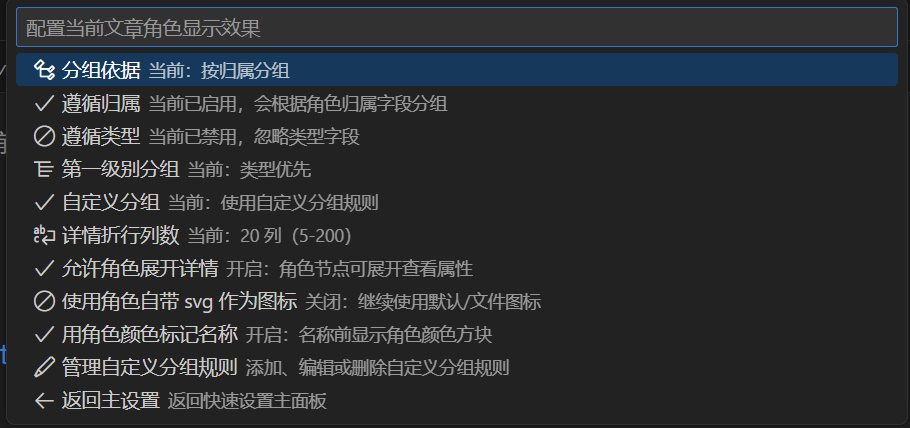 配置当前文章角色显示效果
分组依据 当前：按归属分组
遵循归属 当前已启用，会根据角色归属字段分组
遵循类型 当前已禁用，忽略类型字段
第一级别分组 当前：类型优先
自定义分组 当前：使用自定义分组规则
详情折行列数 当前：20 列（5-200）
允许角色展开详情 开启：角色节点可展开查看属性
使用角色自带 svg 作为图标 关闭：继续使用默认/文件图标
用角色颜色标记名称 开启：名称前显示角色颜色方块
管理自定义分组规则 添加、编辑或删除自定义分组规则
返回主设置 返回快速设置主面板